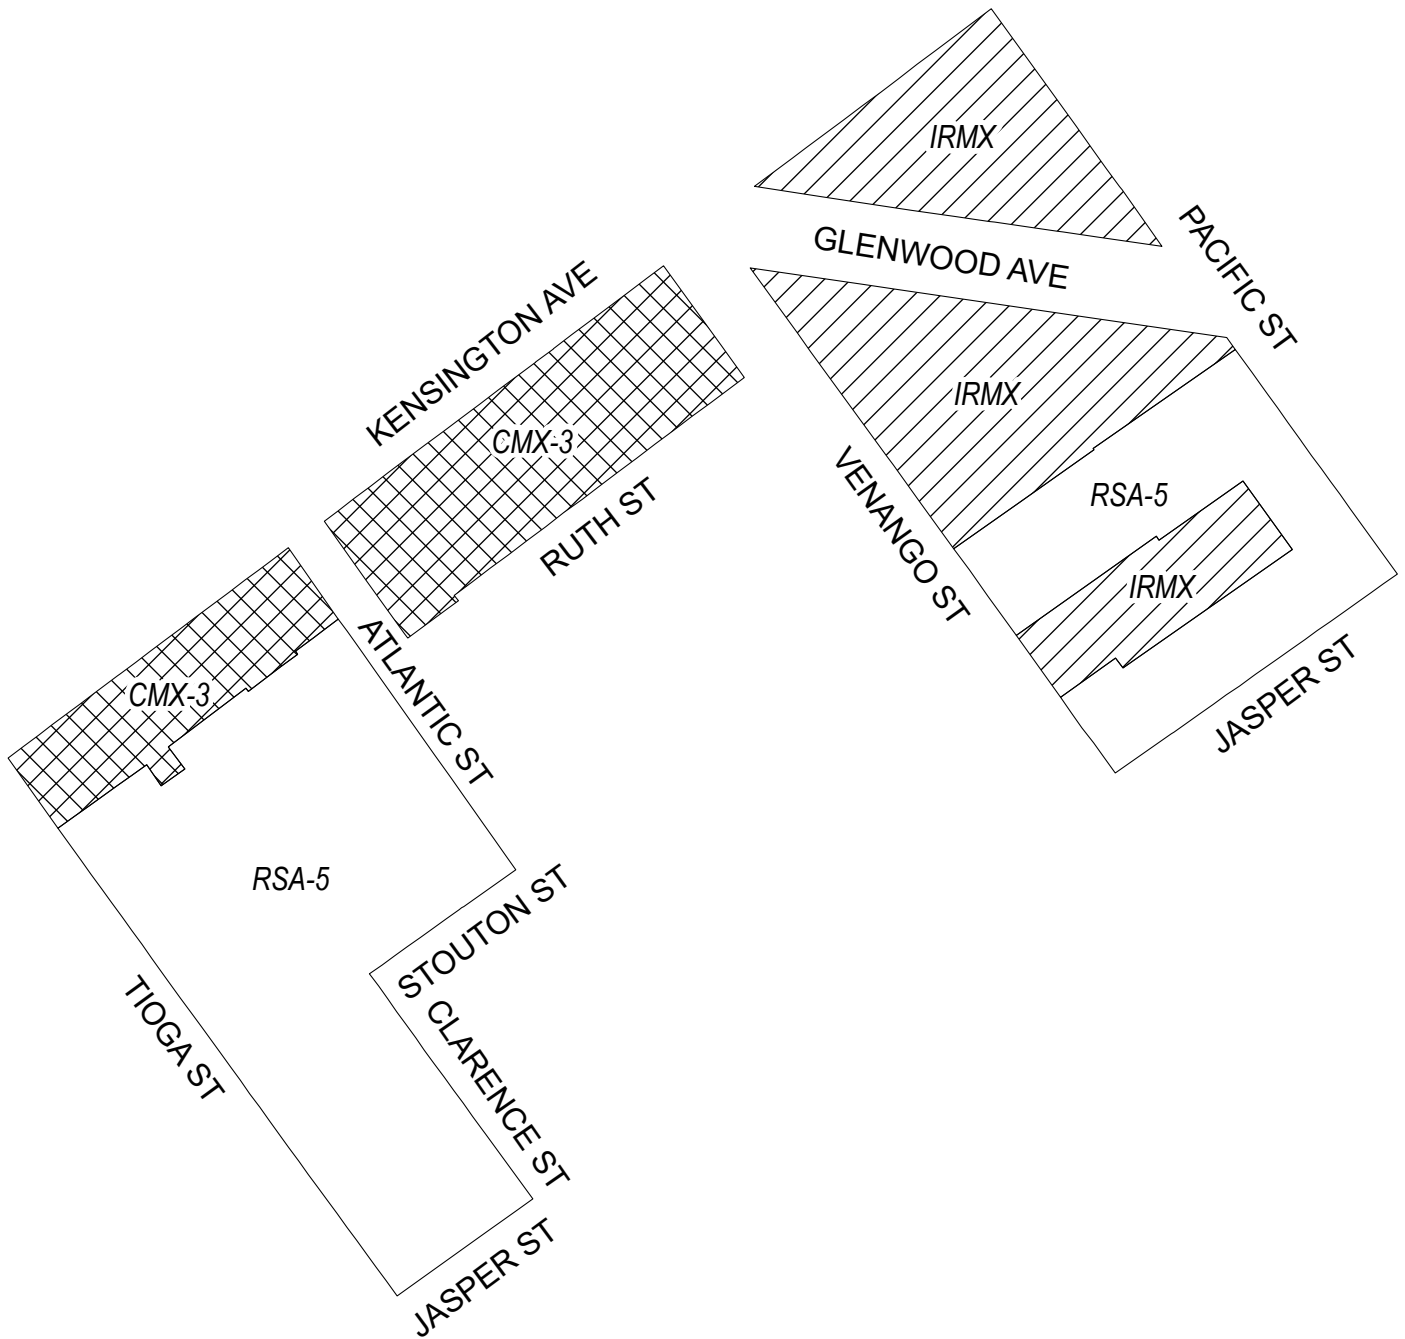 IRMX
PACIFIC ST
GLENWOOD AVE
KENSINGTON AVE
IRMX
CMX-3
VENANGO ST
RSA-5
RUTH ST
IRMX
ATLANTIC ST
CMX-3
JASPER ST
RSA-5
STOUTON ST
TIOGA ST
CLARENCE ST
JASPER ST